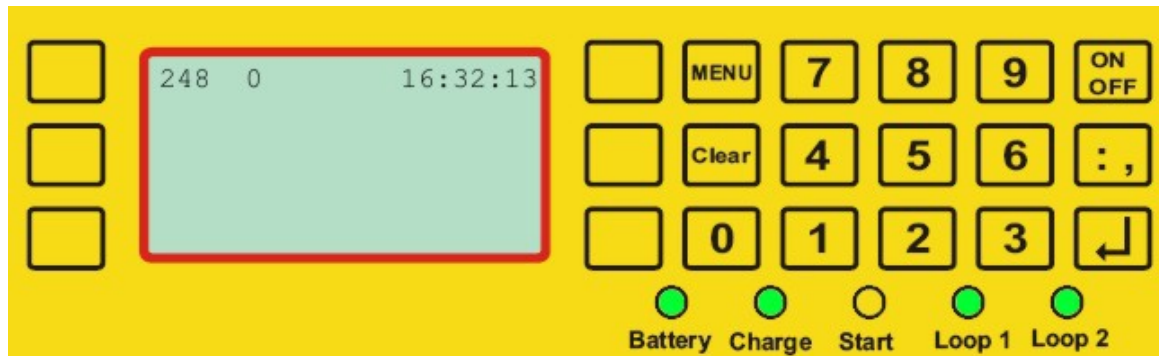 248 0 16:32:13
MENU 7 8 9 ON OFF
Clear 4 5 6 : ,
0 1 2 3 ↵
Battery Charge Start Loop 1 Loop 2